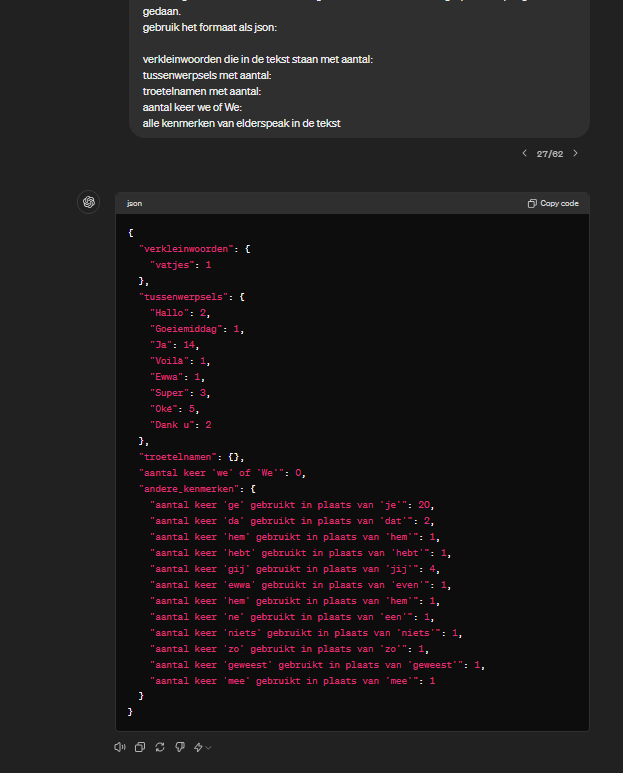 gedaan.
gebruik het formaat als json:
verkleinwoorden die in de tekst staan met aantal:
tussenwerpsels met aantal:
troetelnamen met aantal:
aantal keer we of We:
alle kenmerken van elderspeak in de tekst
27/62
json
Copy code
{
"verkleinwoorden": {
"vatjes": 1
},
"tussenwerpsels": {
"Hallo": 2,
"Goeiemiddag": 1,
"Ja": 14,
"Voilà": 1,
"Ewwa": 1,
"Super": 3,
"Oké": 5,
"Dank u": 2
},
"troetelnamen": {},
"aantal keer 'we' of 'We'": 0,
"andere_kenmerken": {
"aantal keer 'ge' gebruikt in plaats van 'je'": 20,
"aantal keer 'da' gebruikt in plaats van 'dat'": 2,
"aantal keer 'hem' gebruikt in plaats van 'hem'": 1,
"aantal keer 'hebt' gebruikt in plaats van 'hebt'": 1,
"aantal keer 'gij' gebruikt in plaats van 'jij'": 4,
"aantal keer 'ewwa' gebruikt in plaats van 'even'": 1,
"aantal keer 'hem' gebruikt in plaats van 'hem'": 1,
"aantal keer 'ne' gebruikt in plaats van 'een'": 1,
"aantal keer 'niets' gebruikt in plaats van 'niets'": 1,
"aantal keer 'zo' gebruikt in plaats van 'zo'": 1,
"aantal keer 'geweest' gebruikt in plaats van 'geweest'": 1,
"aantal keer 'mee' gebruikt in plaats van 'mee'": 1
}
}